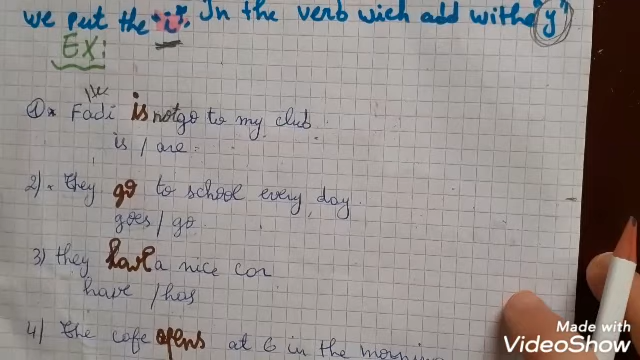 we put the "i". In the verb wich add withe "y"
EX:
① Fadi is not go to my club.
is / are.
2) They go to school every day.
goes / go
3) they have a nice car
have / has
4) the cafe opens at 6 in the morning
Made with
VideoShow